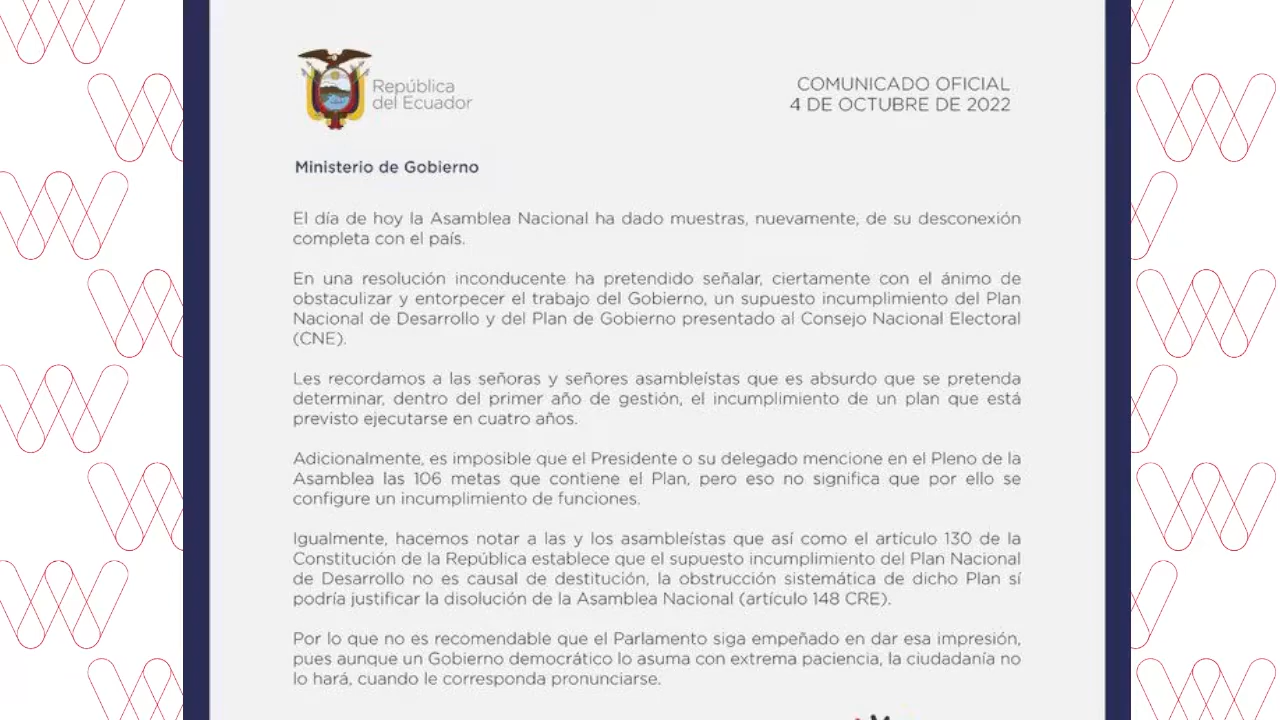 República
del Ecuador
COMUNICADO OFICIAL
4 DE OCTUBRE DE 2022
Ministerio de Gobierno
El día de hoy la Asamblea Nacional ha dado muestras, nuevamente, de su desconexión
completa con el país.
En una resolución inconducente ha pretendido señalar, ciertamente con el ánimo de
obstaculizar y entorpecer el trabajo del Gobierno, un supuesto incumplimiento del Plan
Nacional de Desarrollo y del Plan de Gobierno presentado al Consejo Nacional Electoral
(CNE).
Les recordamos a las señoras y señores asambleístas que es absurdo que se pretenda
determinar, dentro del primer año de gestión, el incumplimiento de un plan que está
previsto ejecutarse en cuatro años.
Adicionalmente, es imposible que el Presidente o su delegado mencione en el Pleno de la
Asamblea las 106 metas que contiene el Plan, pero eso no significa que por ello se
configure un incumplimiento de funciones.
Igualmente, hacemos notar a las y los asambleístas que así como el artículo 130 de la
Constitución de la República establece que el supuesto incumplimiento del Plan Nacional
de Desarrollo no es causal de destitución, la obstrucción sistemática de dicho Plan sí
podría justificar la disolución de la Asamblea Nacional (artículo 148 CRE).
Por lo que no es recomendable que el Parlamento siga empeñado en dar esa impresión,
pues aunque un Gobierno democrático lo asuma con extrema paciencia, la ciudadanía no
lo hará, cuando le corresponda pronunciarse.